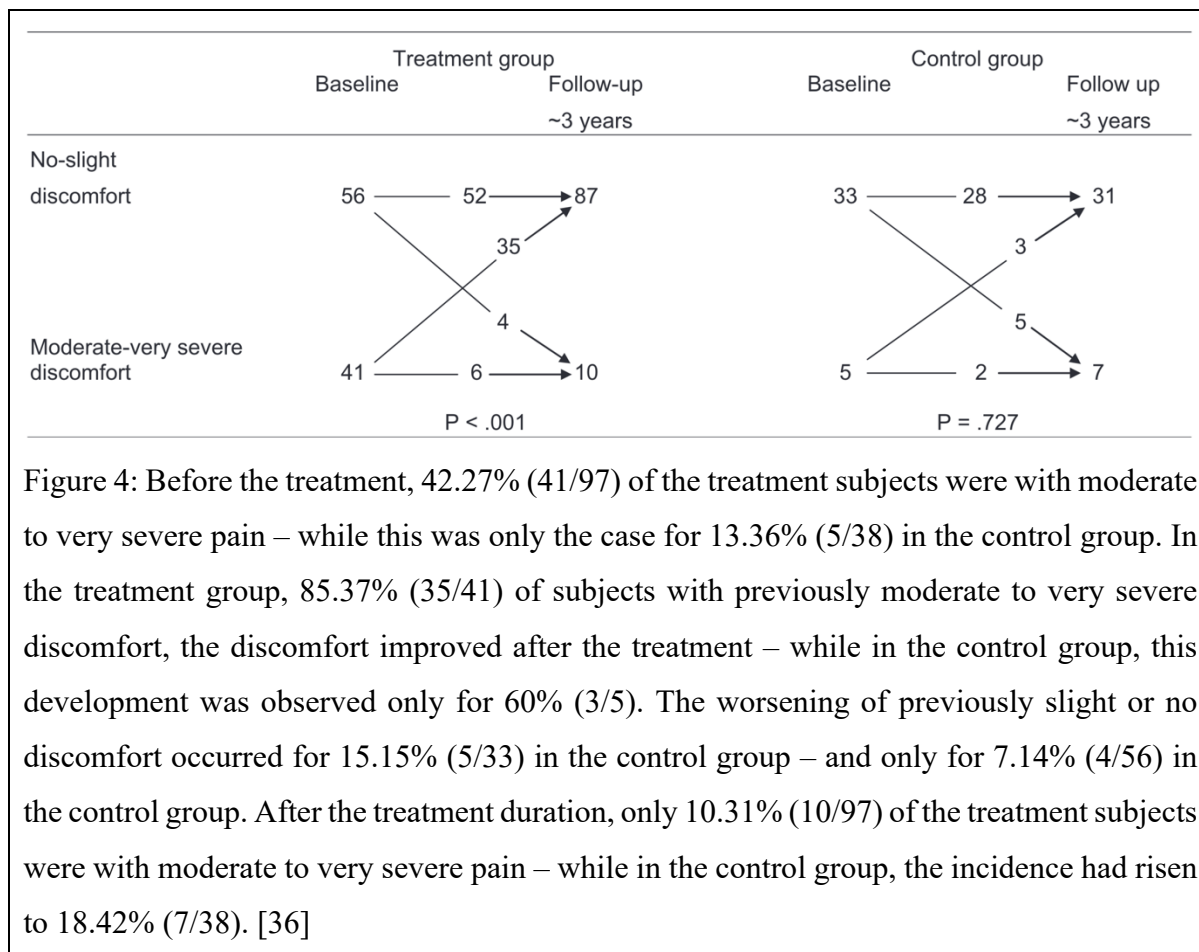 Treatment group Control group
Baseline Follow-up Baseline Follow up
~3 years ~3 years
No-slight
discomfort 56 52 87 33 28 31
35 3
4 5
Moderate-very severe
discomfort 41 6 10 5 2 7
P < .001 P = .727
Figure 4: Before the treatment, 42.27% (41/97) of the treatment subjects were with moderate
to very severe pain – while this was only the case for 13.36% (5/38) in the control group. In
the treatment group, 85.37% (35/41) of subjects with previously moderate to very severe
discomfort, the discomfort improved after the treatment – while in the control group, this
development was observed only for 60% (3/5). The worsening of previously slight or no
discomfort occurred for 15.15% (5/33) in the control group – and only for 7.14% (4/56) in
the control group. After the treatment duration, only 10.31% (10/97) of the treatment subjects
were with moderate to very severe pain – while in the control group, the incidence had risen
to 18.42% (7/38). [36]